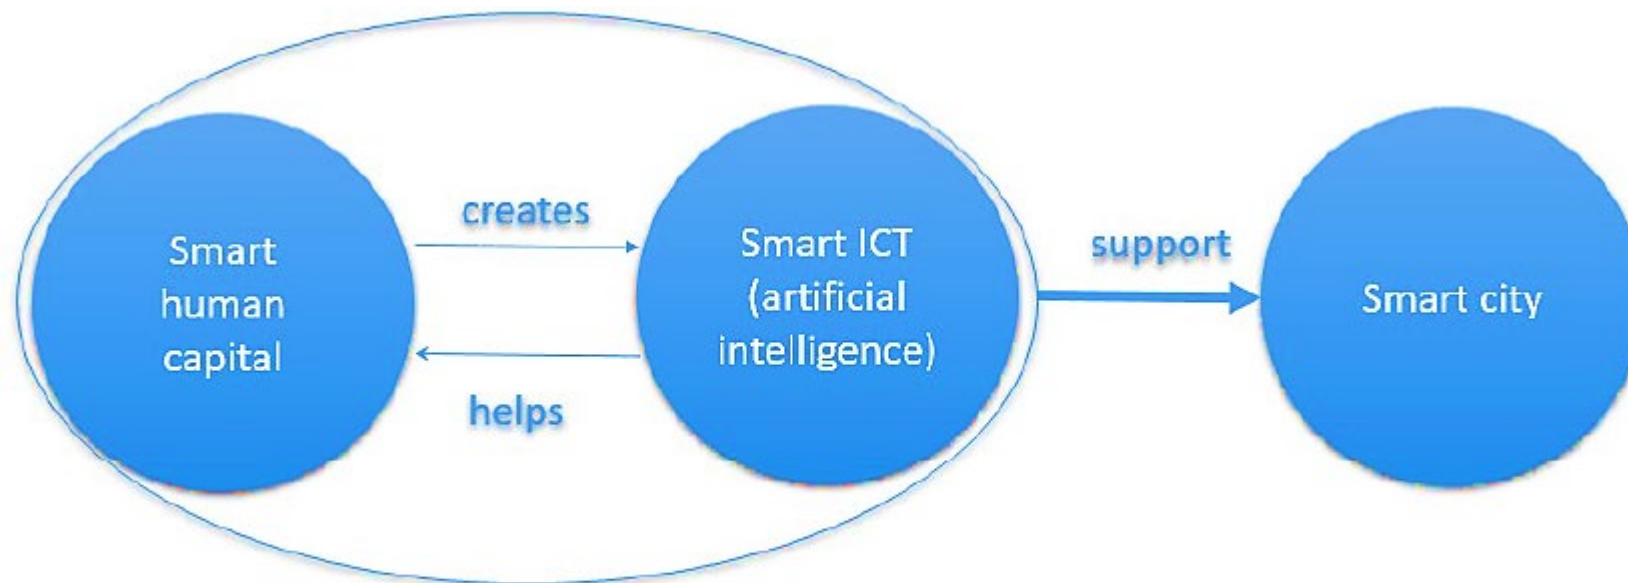 Smart
human
capital
creates
helps
Smart ICT
(artificial
intelligence)
support
Smart city